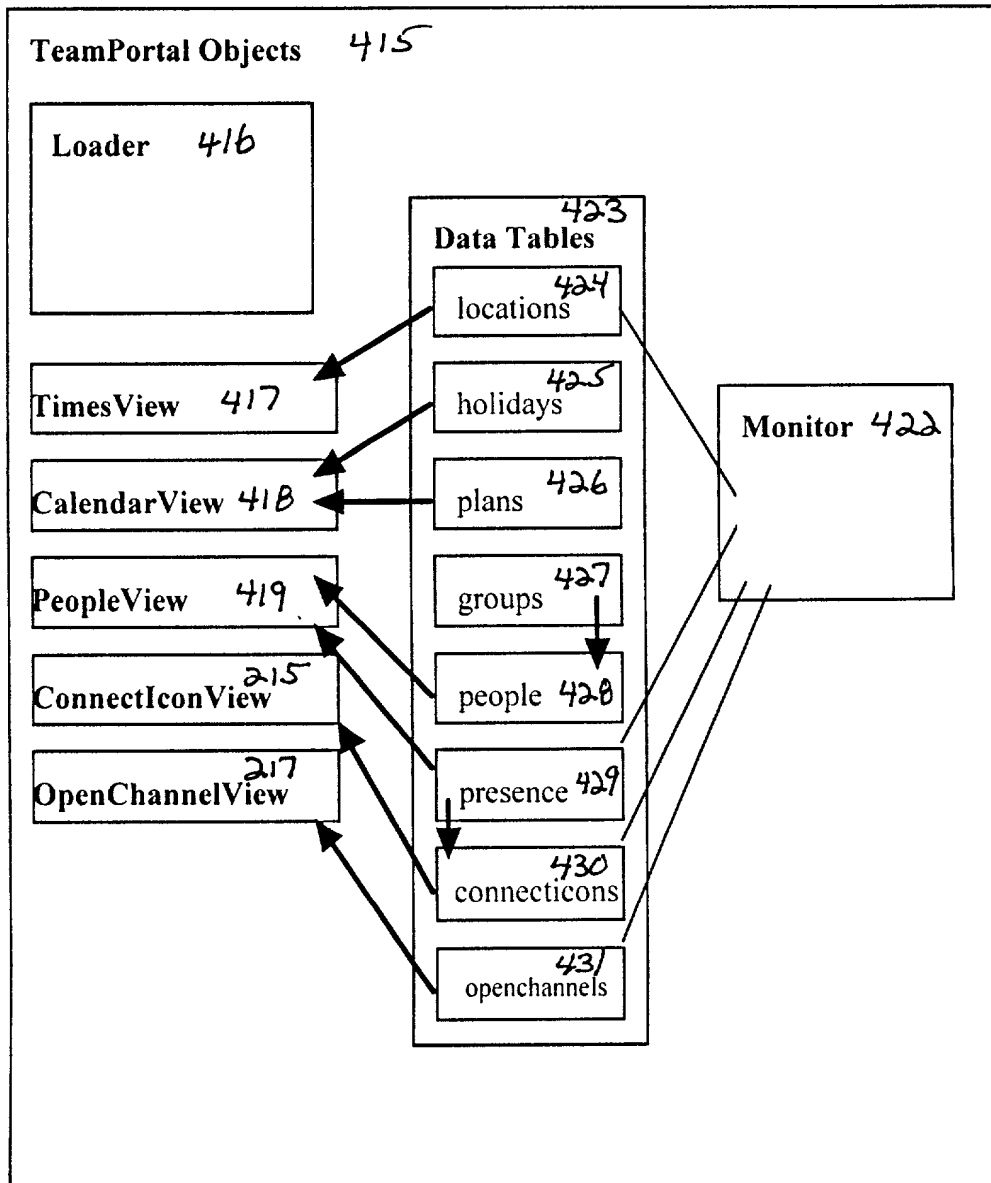 TeamPortal Objects 415
Loader 416
TimesView 417
CalendarView 418
PeopleView 419
ConnectIconView 215
OpenChannelView 217
423
Data Tables
locations 424
holidays 425
plans 426
groups 427
people 428
presence 429
connecticons 430
openchannels 431
Monitor 422